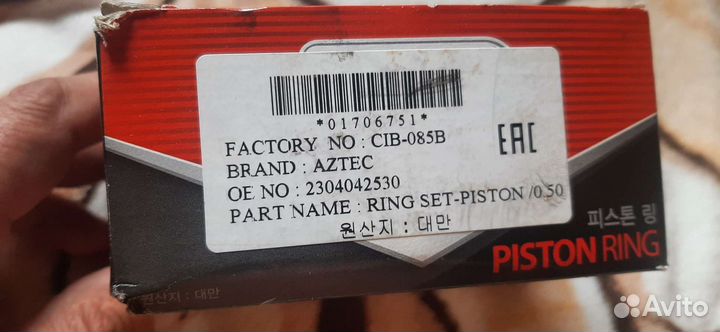 *01706751*
FACTORY NO : CIB-085B
BRAND : AZTEC
OE NO : 2304042530
PART NAME : RING SET-PISTON /0.50
원산지 : 대만
EAC
피스톤 링
PISTON RING
원산지 : 대만
Avito